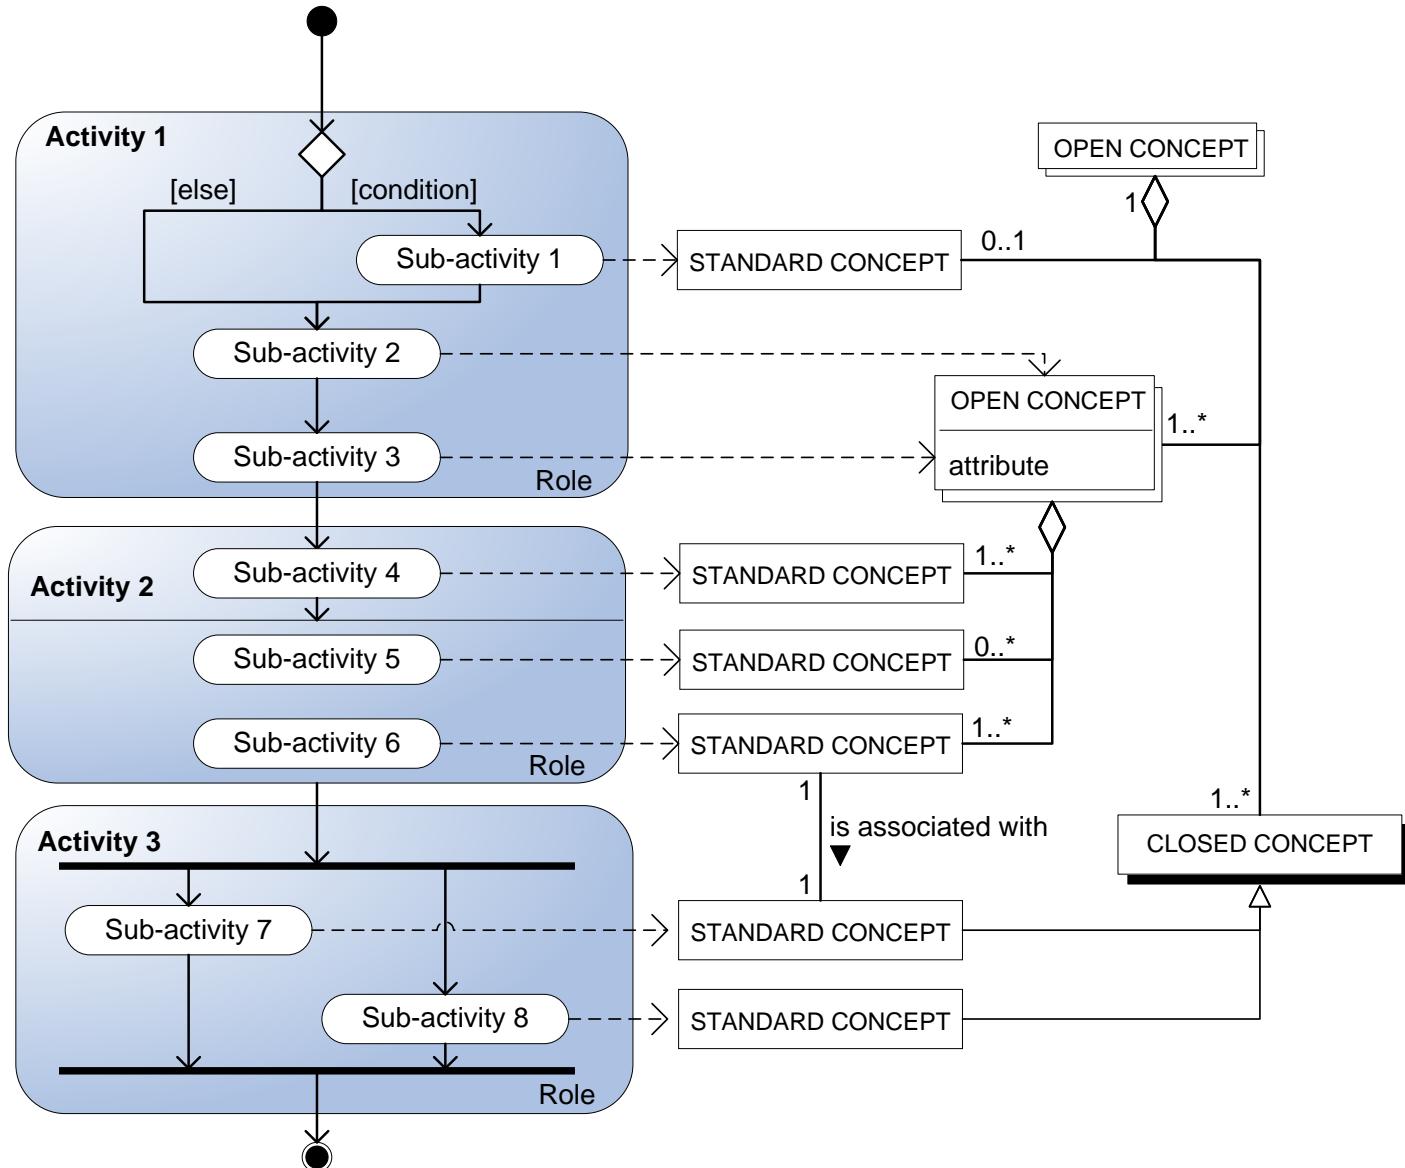 Activity 1
OPEN CONCEPT
[else]
[condition]
1
Sub-activity 1
STANDARD CONCEPT
0..1
Sub-activity 2
OPEN CONCEPT
1..*
attribute
Sub-activity 3
Role
Activity 2
Sub-activity 4
STANDARD CONCEPT
1..*
Sub-activity 5
STANDARD CONCEPT
0..*
Sub-activity 6
STANDARD CONCEPT
1..*
Role
1
is associated with
1
1..*
CLOSED CONCEPT
Activity 3
Sub-activity 7
STANDARD CONCEPT
Sub-activity 8
STANDARD CONCEPT
Role